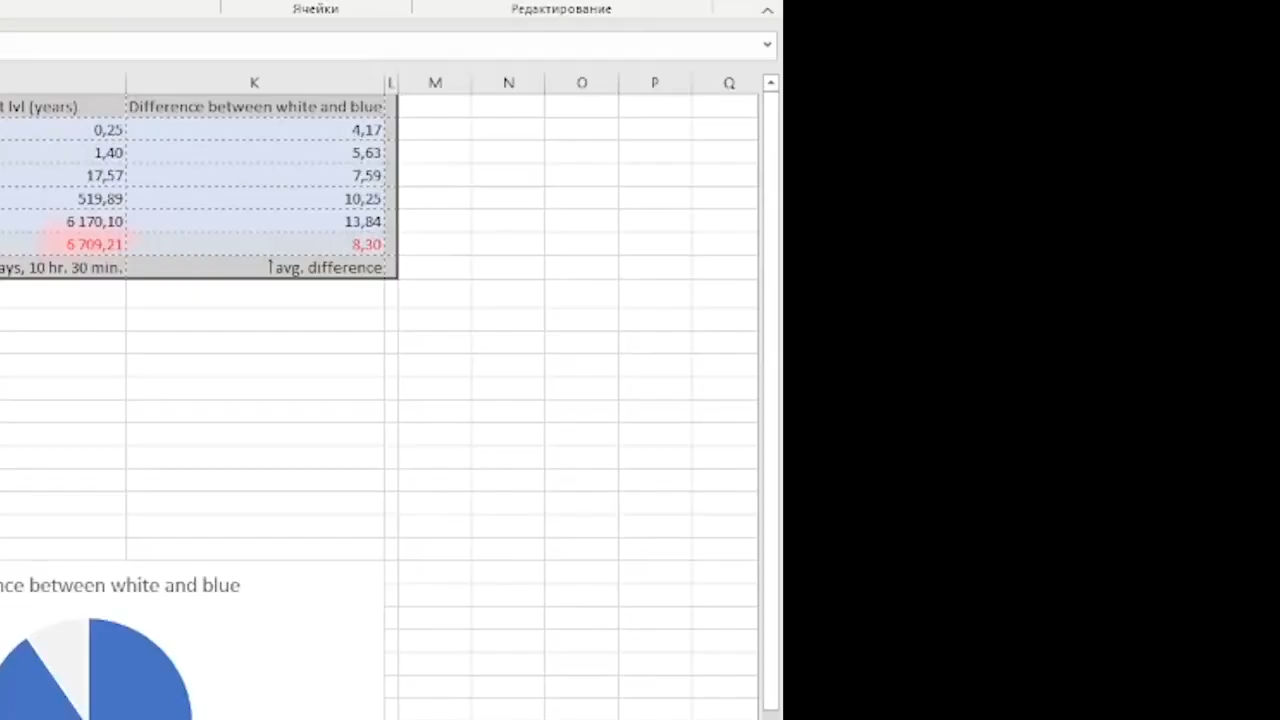 Ячейки Редактирование
K L M N O P Q
t lvl (years) Difference between white and blue
0,25 4,17
1,40 5,63
17,57 7,59
519,89 10,25
6 170,10 13,84
6 709,21 8,30
ays, 10 hr. 30 min. ↑avg. difference
nce between white and blue